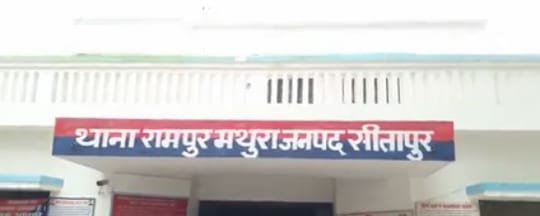 थाना रामपुर मथुरा जनपद सीतापुर